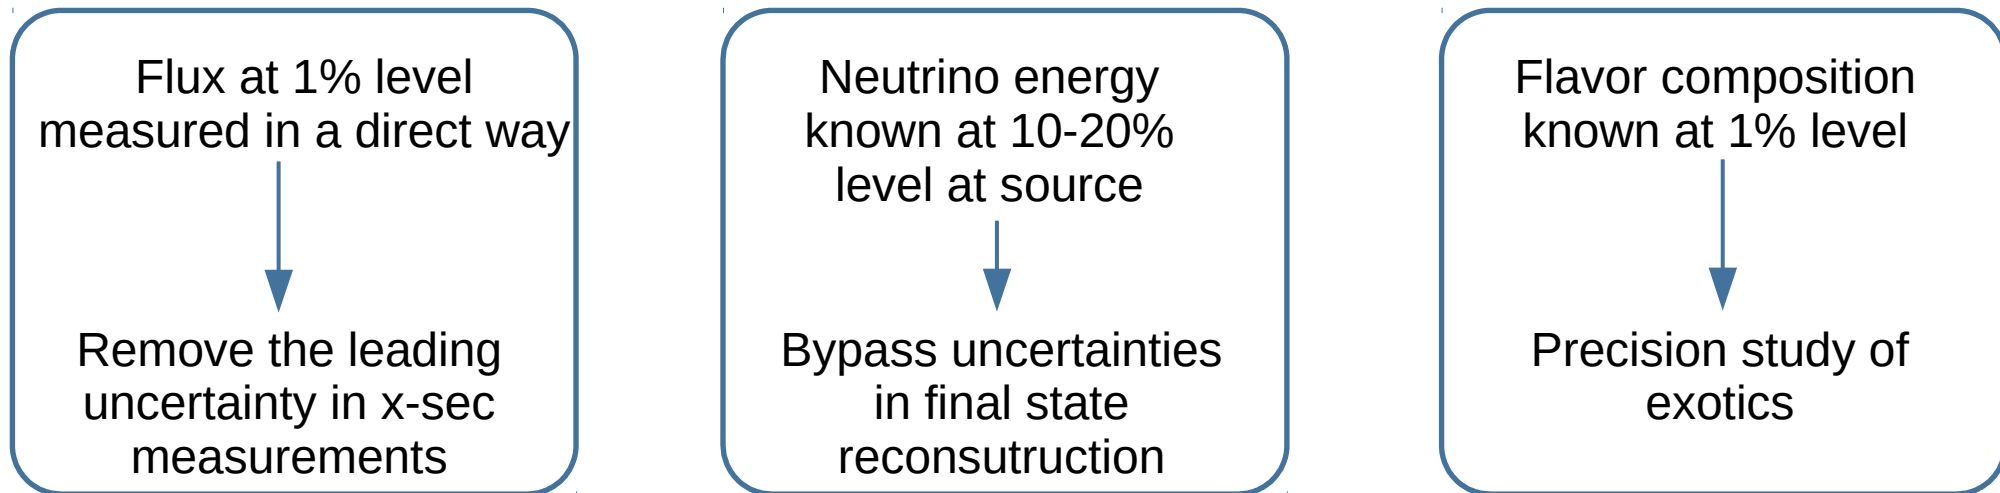 Flux at 1% level
measured in a direct way
Remove the leading
uncertainty in x-sec
measurements
Neutrino energy
known at 10-20%
level at source
Bypass uncertainties
in final state
reconsutruction
Flavor composition
known at 1% level
Precision study of
exotics